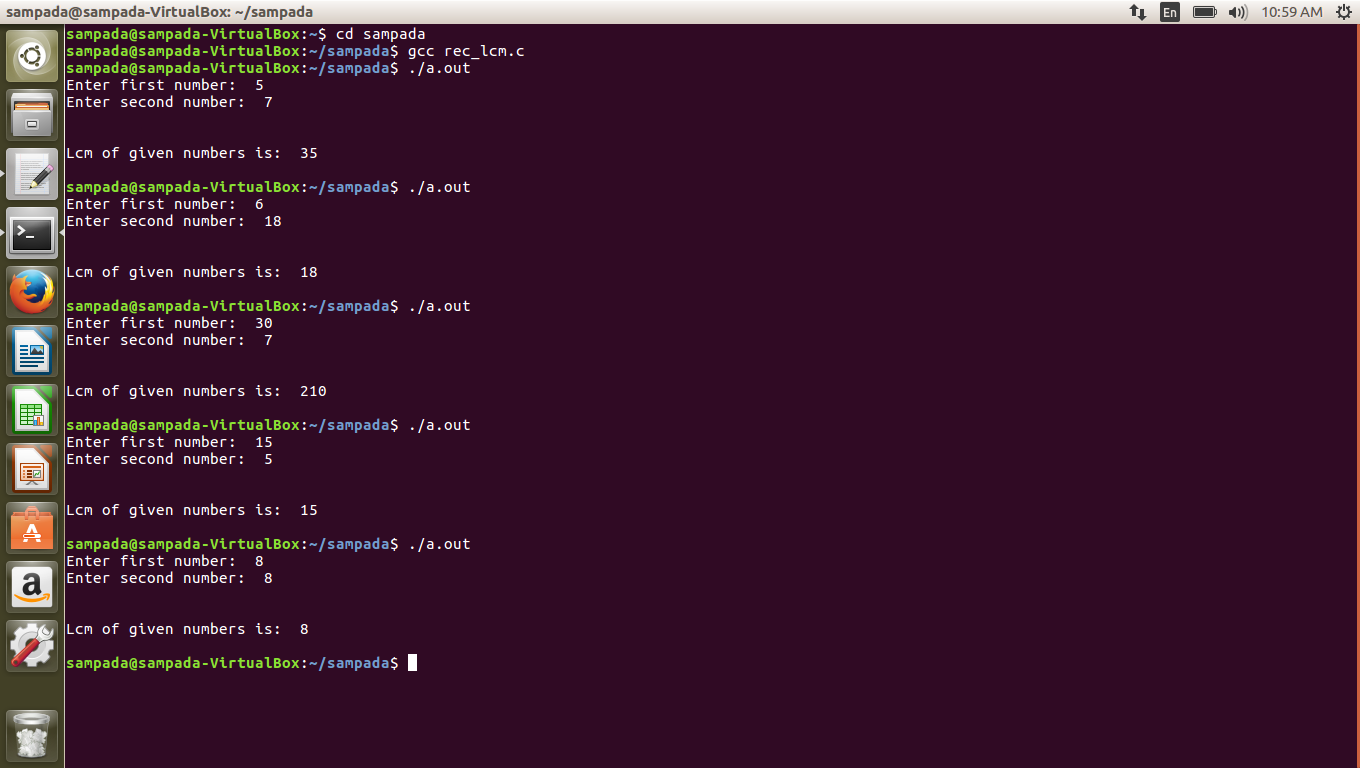 sampada@sampada-VirtualBox: ~/sampada
En
10:59 AM
sampada@sampada-VirtualBox:~$ cd sampada
sampada@sampada-VirtualBox:~/sampada$ gcc rec_lcm.c
sampada@sampada-VirtualBox:~/sampada$ ./a.out
Enter first number:  5
Enter second number:  7
Lcm of given numbers is:  35
sampada@sampada-VirtualBox:~/sampada$ ./a.out
Enter first number:  6
Enter second number:  18
Lcm of given numbers is:  18
sampada@sampada-VirtualBox:~/sampada$ ./a.out
Enter first number:  30
Enter second number:  7
Lcm of given numbers is:  210
sampada@sampada-VirtualBox:~/sampada$ ./a.out
Enter first number:  15
Enter second number:  5
Lcm of given numbers is:  15
sampada@sampada-VirtualBox:~/sampada$ ./a.out
Enter first number:  8
Enter second number:  8
Lcm of given numbers is:  8
sampada@sampada-VirtualBox:~/sampada$